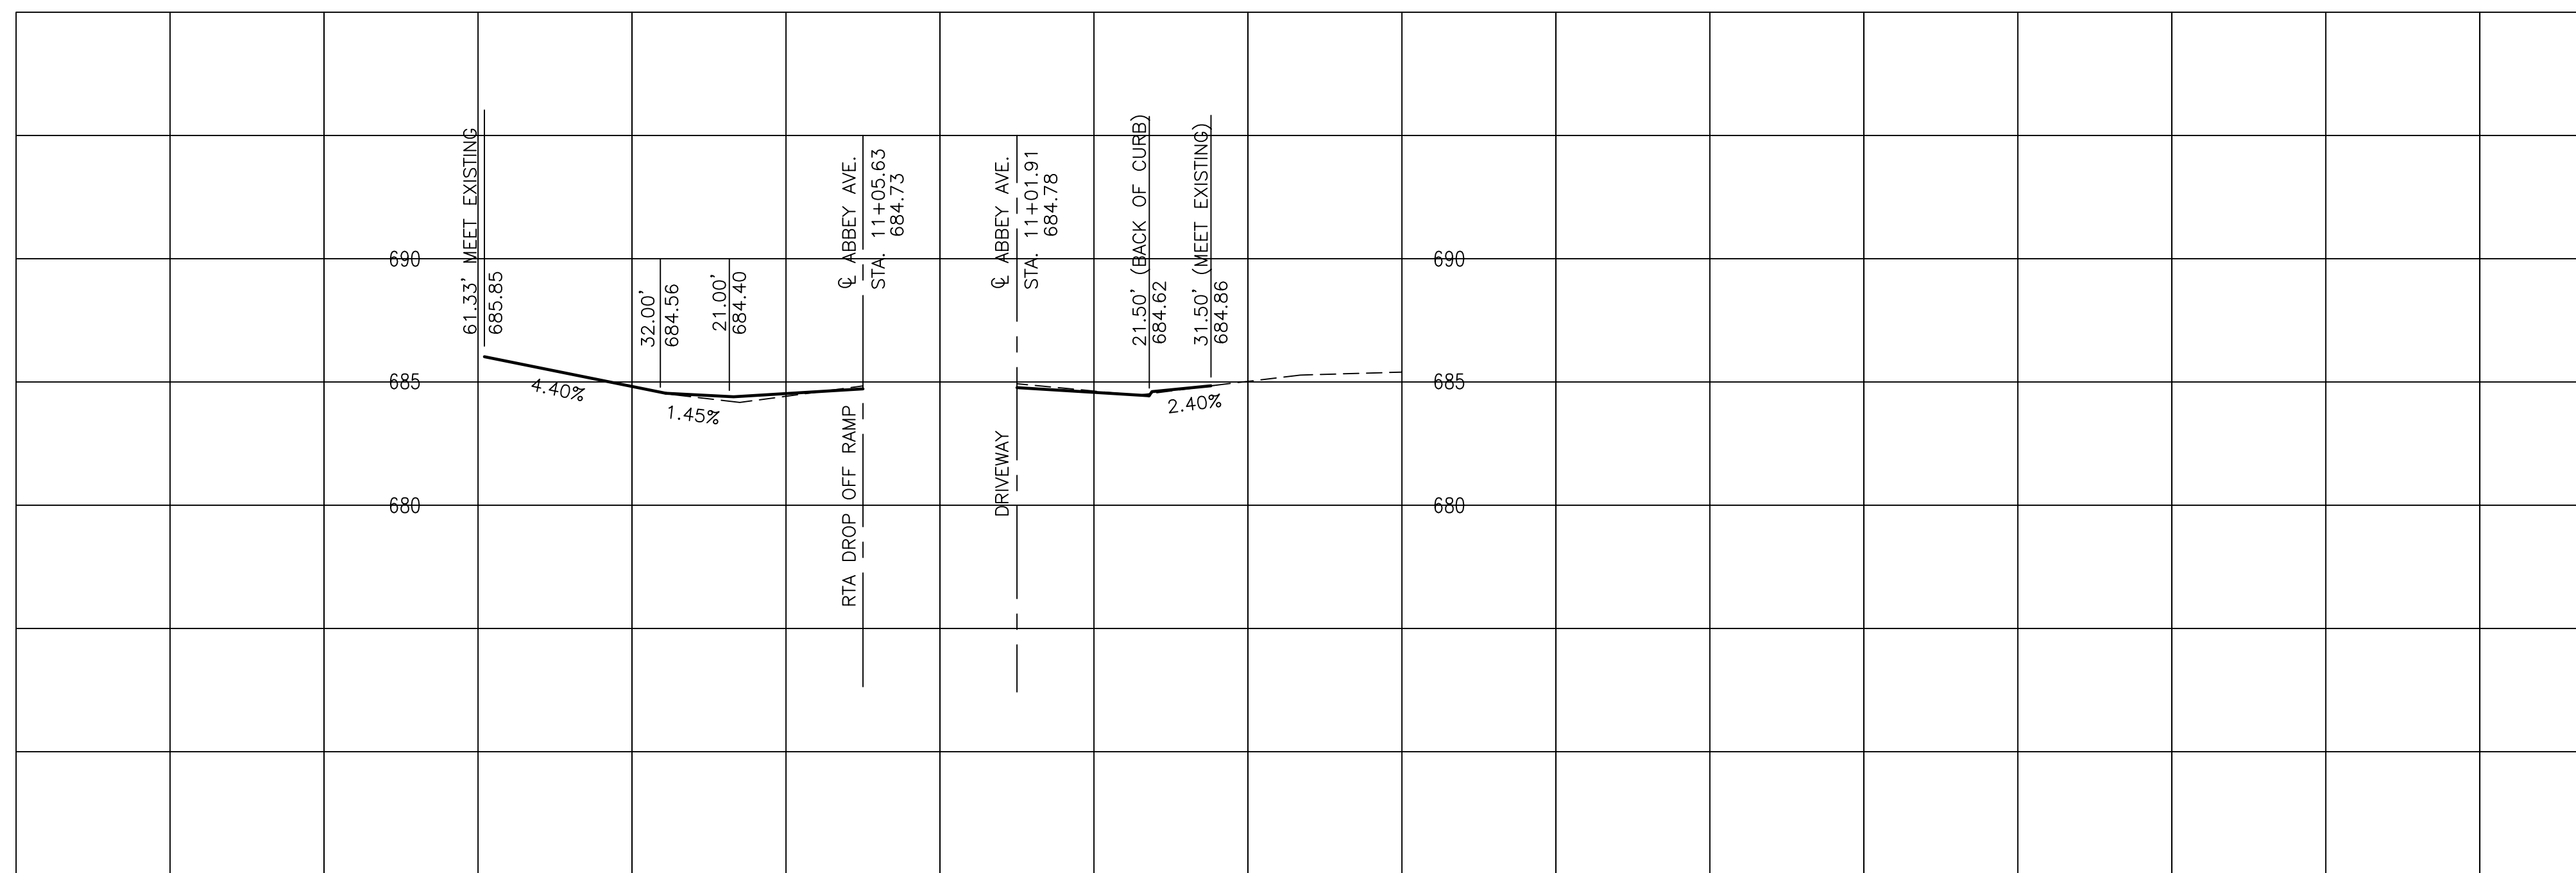 61.33' MEET EXISTING
685.85
32.00'
684.56
21.00'
684.40
℄ ABBEY AVE.
STA. 11+05.63
684.73
℄ ABBEY AVE.
STA. 11+01.91
684.78
21.50' (BACK OF CURB)
684.62
31.50' (MEET EXISTING)
684.86
690
690
685
685
4.40%
1.45%
2.40%
RTA DROP OFF RAMP
DRIVEWAY
680
680